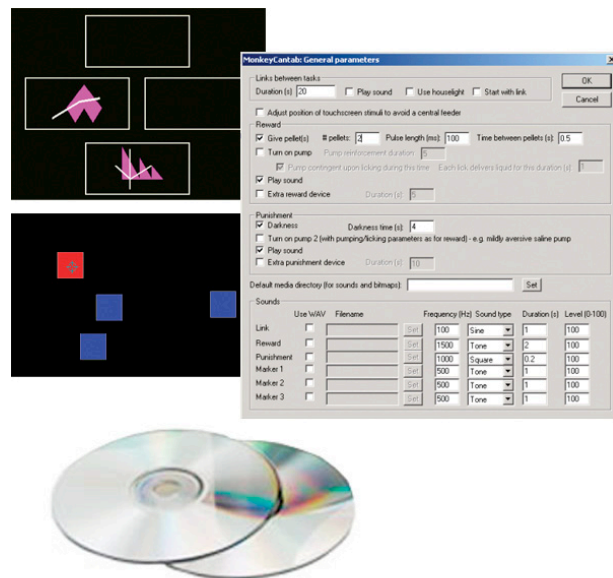 MonkeyCantab: General parameters
Links between tasks
OK
Duration (s) 20 Play sound Use houselight Start with link
Cancel
Adjust position of touchscreen stimuli to avoid a central feeder
Reward
Give pellet(s) # pellets: 2 Pulse length (ms): 100 Time between pellets (s): 0.5
Turn on pump Pump reinforcement duration 5
Pump contingent upon licking during this time Each lick delivers liquid for this duration (s) 1
Play sound
Extra reward device Duration (s) 5
Punishment
Darkness Darkness time (s): 4
Turn on pump 2 (with pumping/licking parameters as for reward) - e.g. mildly aversive saline pump
Play sound
Extra punishment device Duration (s) 10
Default media directory (for sounds and bitmaps): Set
Sounds
Use WAV Filename Frequency (Hz) Sound type Duration (s) Level (0-100)
Link Set 100 Sine 1 100
Reward Set 1500 Tone 2 100
Punishment Set 1000 Square 0.2 100
Marker 1 Set 500 Tone 1 100
Marker 2 Set 500 Tone 1 100
Marker 3 Set 500 Tone 1 100